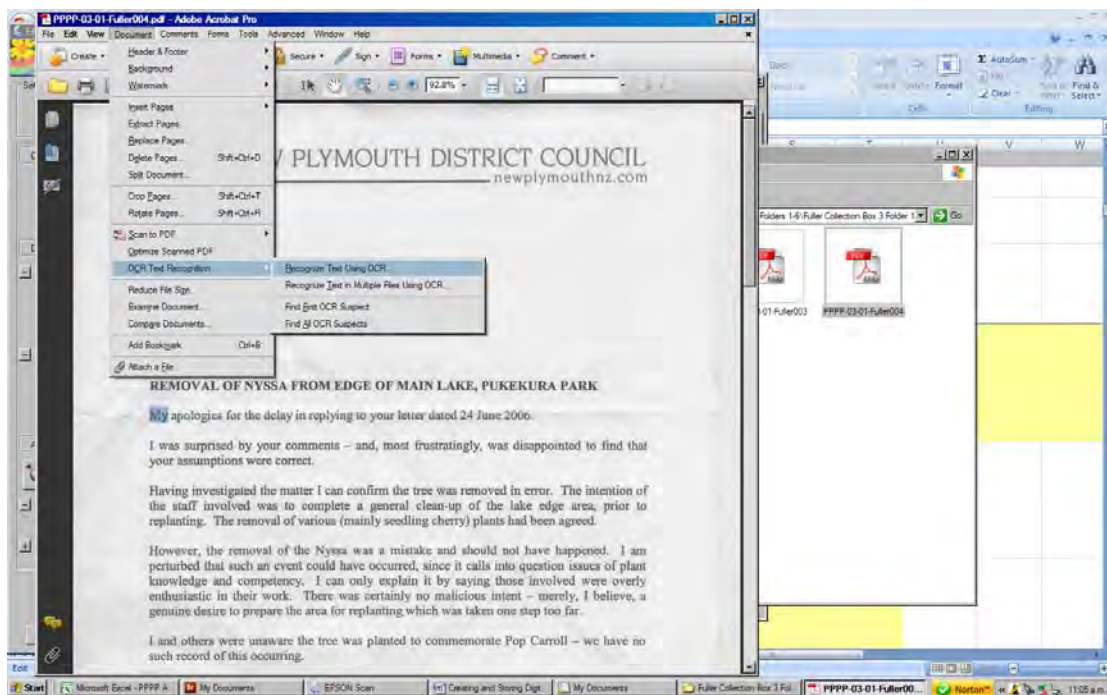 PPPP-03-01-Fuller004.pdf - Adobe Acrobat Pro
File Edit View Document Comments Forms Tools Advanced Window Help
Create
Secure Sign Forms Multimedia Comment
92.8%
Header & Footer
Background
Watermark
Insert Pages
Extract Pages
Replace Pages
Delete Pages... Shift+Ctrl+D
Split Document...
Crop Pages... Shift+Ctrl+T
Rotate Pages... Shift+Ctrl+R
Scan to PDF
Optimize Scanned PDF
OCR Text Recognition
Reduce File Size...
Examine Document...
Compare Documents...
Add Bookmark Ctrl+B
Attach a File...
Recognize Text Using OCR...
Recognize Text in Multiple Files Using OCR...
Find First OCR Suspect
Find All OCR Suspects
PLYMOUTH DISTRICT COUNCIL
newplymouthnz.com
REMOVAL OF NYSSA FROM EDGE OF MAIN LAKE, PUKEKURA PARK
My apologies for the delay in replying to your letter dated 24 June 2006.
I was surprised by your comments – and, most frustratingly, was disappointed to find that
your assumptions were correct.
Having investigated the matter I can confirm the tree was removed in error. The intention of
the staff involved was to complete a general clean-up of the lake edge area, prior to
replanting. The removal of various (mainly seedling cherry) plants had been agreed.
However, the removal of the Nyssa was a mistake and should not have happened. I am
perturbed that such an event could have occurred, since it calls into question issues of plant
knowledge and competency. I can only explain it by saying those involved were overly
enthusiastic in their work. There was certainly no malicious intent – merely, I believe, a
genuine desire to prepare the area for replanting which was taken one step too far.
I and others were unaware the tree was planted to commemorate Pop Carroll – we have no
such record of this occurring.
AutoSum
Format Clear Find & Select
Cells Editing
V W
Folders 1-6\Fuller Collection Box 3 Folder 1 Go
-01-Fuller003 PPPP-03-01-Fuller004
Start Microsoft Excel - PPPP A My Documents EPSON Scan Creating and Storing Digit My Documents Fuller Collection Box 3 Fol PPPP-03-01-Fuller00... Norton 11:05 a.m.